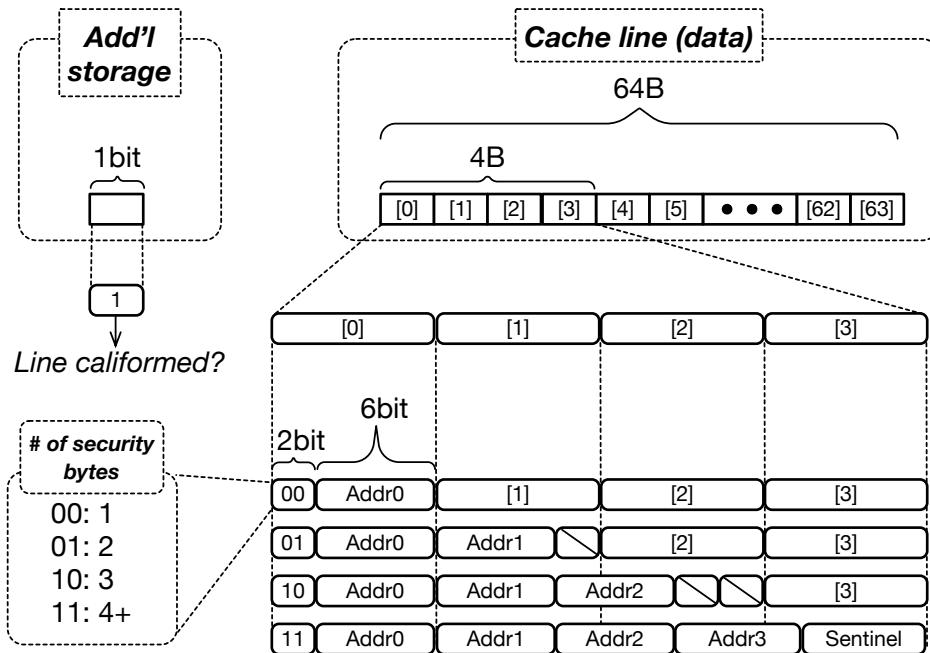 Add'l
storage
Cache line (data)
64B
1bit
4B
[0] [1] [2] [3] [4] [5] • • • [62] [63]
1
Line califormed?
[0] [1] [2] [3]
6bit
2bit
# of security
bytes
00: 1
01: 2
10: 3
11: 4+
00 Addr0 [1] [2] [3]
01 Addr0 Addr1 [2] [3]
10 Addr0 Addr1 Addr2 [3]
11 Addr0 Addr1 Addr2 Addr3 Sentinel